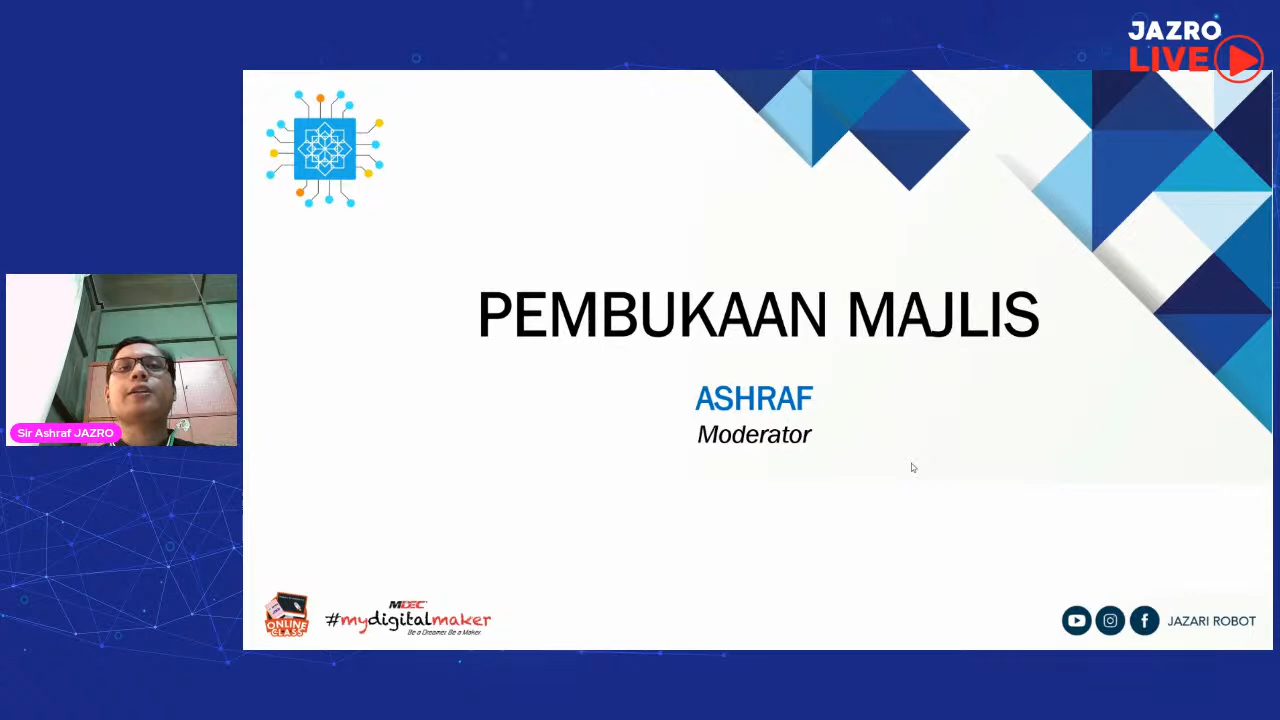 JAZRO
LIVE
PEMBUKAAN MAJLIS
ASHRAF
Moderator
Sir Ashraf JAZRO
ONLINE
CLASS
MDEC
#mydigitalmaker
Be a Dreamer. Be a Maker.
JAZARI ROBOT